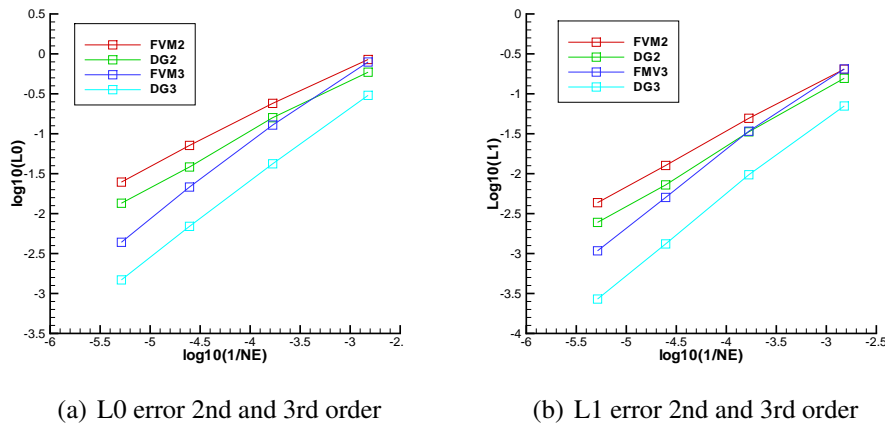 0.5
0
-0.5
-1
-1.5
-2
-2.5
-3
-3.5
log10(L0)
FVM2
DG2
FVM3
DG3
-6 -5.5 -5 -4.5 -4 -3.5 -3 -2.
log10(1/NE)
(a) L0 error 2nd and 3rd order
0
-0.5
-1
-1.5
-2
-2.5
-3
-3.5
-4
Log10(L1)
FVM2
DG2
FMV3
DG3
-6 -5.5 -5 -4.5 -4 -3.5 -3 -2.5
log10(1/NE)
(b) L1 error 2nd and 3rd order